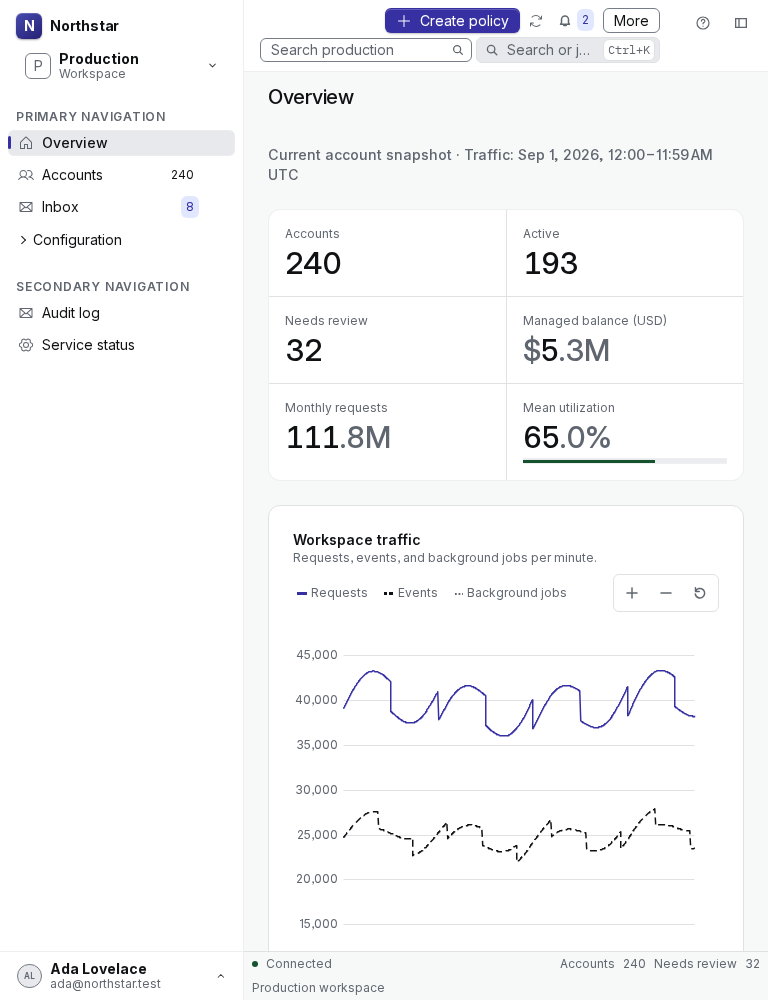 N Northstar
P Production
Workspace
PRIMARY NAVIGATION
Overview
Accounts 240
Inbox 8
Configuration
SECONDARY NAVIGATION
Audit log
Service status
AL Ada Lovelace
ada@northstar.test
Create policy 2 More
Search production Search or j… Ctrl+K
Overview
Current account snapshot · Traffic: Sep 1, 2026, 12:00–11:59 AM
UTC
Accounts
240
Active
193
Needs review
32
Managed balance (USD)
$5.3M
Monthly requests
111.8M
Mean utilization
65.0%
Workspace traffic
Requests, events, and background jobs per minute.
Requests Events Background jobs
45,000
40,000
35,000
30,000
25,000
20,000
15,000
Connected Accounts 240 Needs review 32
Production workspace